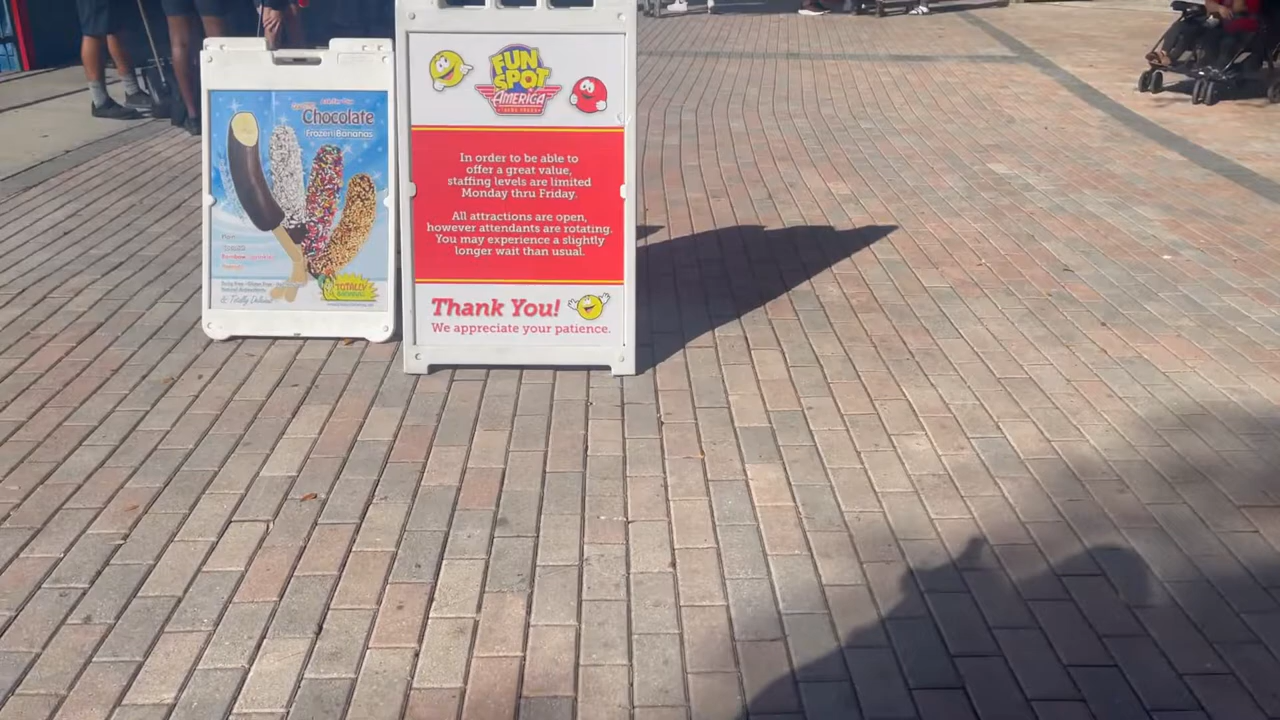 Chocolate
Frozen Bananas
TOTALLY
& Totally Delicious
FUN
SPOT
AMERICA
In order to be able to
offer a great value,
staffing levels are limited
Monday thru Friday.
All attractions are open,
however attendants are rotating.
You may experience a slightly
longer wait than usual.
Thank You!
We appreciate your patience.